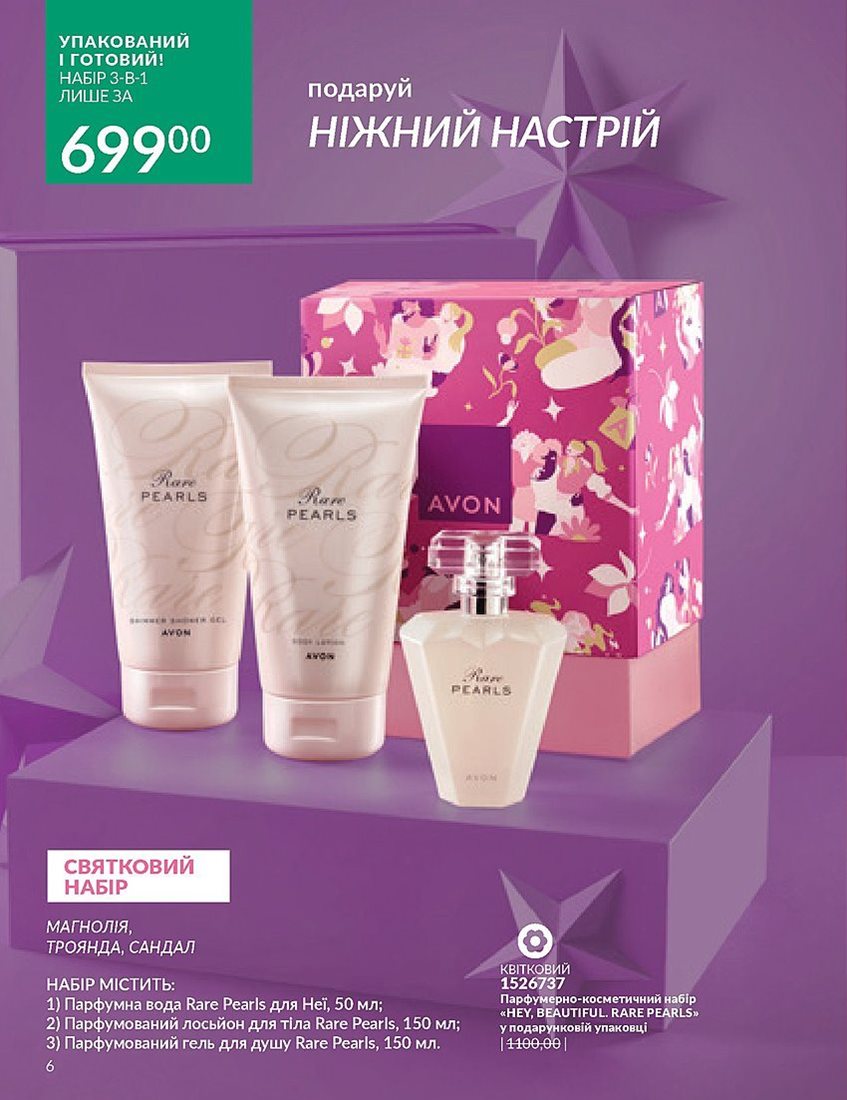 УПАКОВАНИЙ
І ГОТОВИЙ!
НАБІР 3-В-1
ЛИШЕ ЗА
699⁰⁰
подаруй
НІЖНИЙ НАСТРІЙ
Rare
PEARLS
SHIMMER SHOWER GEL
AVON
Rare
PEARLS
BODY LOTION
AVON
AVON
Rare
PEARLS
AVON
СВЯТКОВИЙ
НАБІР
МАГНОЛІЯ,
ТРОЯНДА, САНДАЛ
НАБІР МІСТИТЬ:
1) Парфумна вода Rare Pearls для Неї, 50 мл;
2) Парфумований лосьйон для тіла Rare Pearls, 150 мл;
3) Парфумований гель для душу Rare Pearls, 150 мл.
КВІТКОВИЙ
1526737
Парфумерно-косметичний набір
«HEY, BEAUTIFUL. RARE PEARLS»
у подарунковій упаковці
| 1100,00 |
6